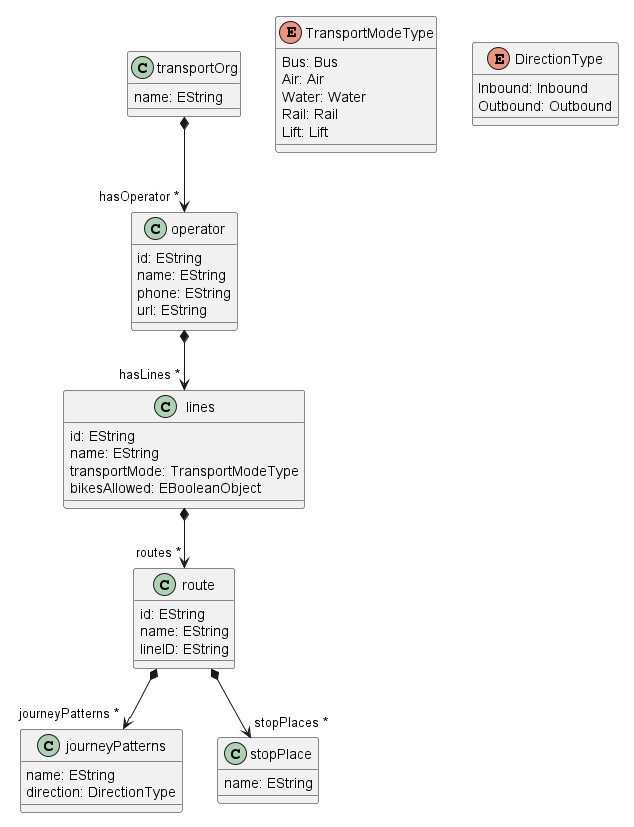 C transportOrg
name: EString
E TransportModeType
Bus: Bus
Air: Air
Water: Water
Rail: Rail
Lift: Lift
E DirectionType
Inbound: Inbound
Outbound: Outbound
hasOperator *
C operator
id: EString
name: EString
phone: EString
url: EString
hasLines *
C lines
id: EString
name: EString
transportMode: TransportModeType
bikesAllowed: EBooleanObject
routes *
C route
id: EString
name: EString
lineID: EString
journeyPatterns *
stopPlaces *
C journeyPatterns
name: EString
direction: DirectionType
C stopPlace
name: EString